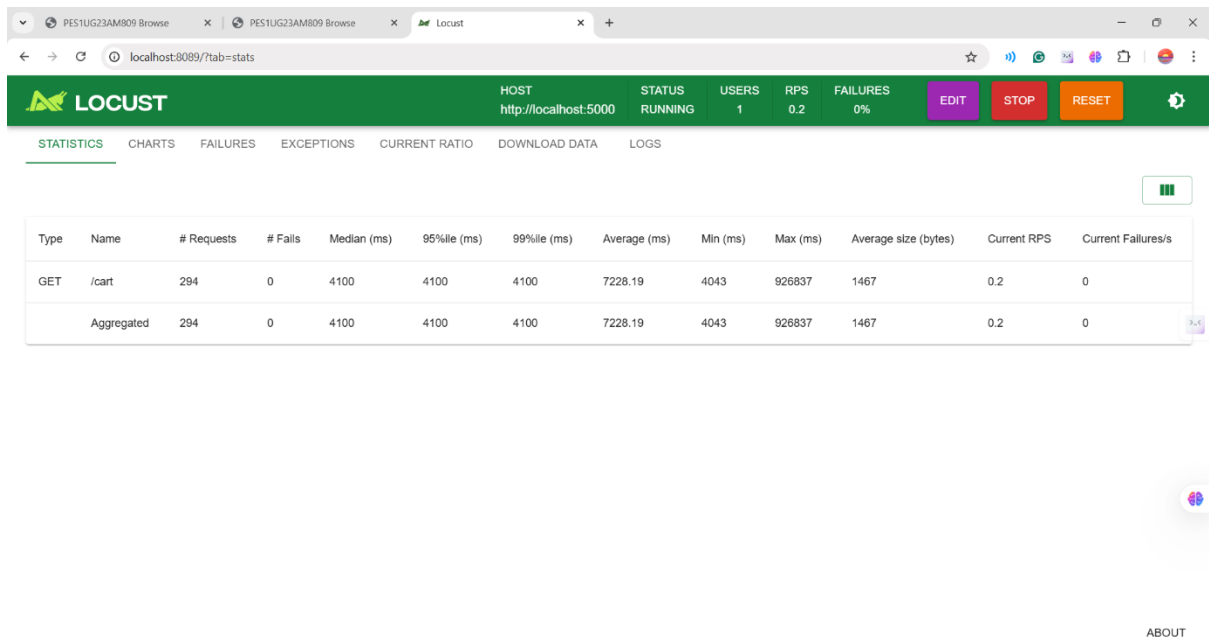 PES1UG23AM809 Browse PES1UG23AM809 Browse Locust
localhost:8089/?tab=stats
LOCUST
HOST STATUS USERS RPS FAILURES
http://localhost:5000 RUNNING 1 0.2 0%
EDIT STOP RESET
STATISTICS CHARTS FAILURES EXCEPTIONS CURRENT RATIO DOWNLOAD DATA LOGS
Type Name # Requests # Fails Median (ms) 95%ile (ms) 99%ile (ms) Average (ms) Min (ms) Max (ms) Average size (bytes) Current RPS Current Failures/s
GET /cart 294 0 4100 4100 4100 7228.19 4043 926837 1467 0.2 0
Aggregated 294 0 4100 4100 4100 7228.19 4043 926837 1467 0.2 0
ABOUT